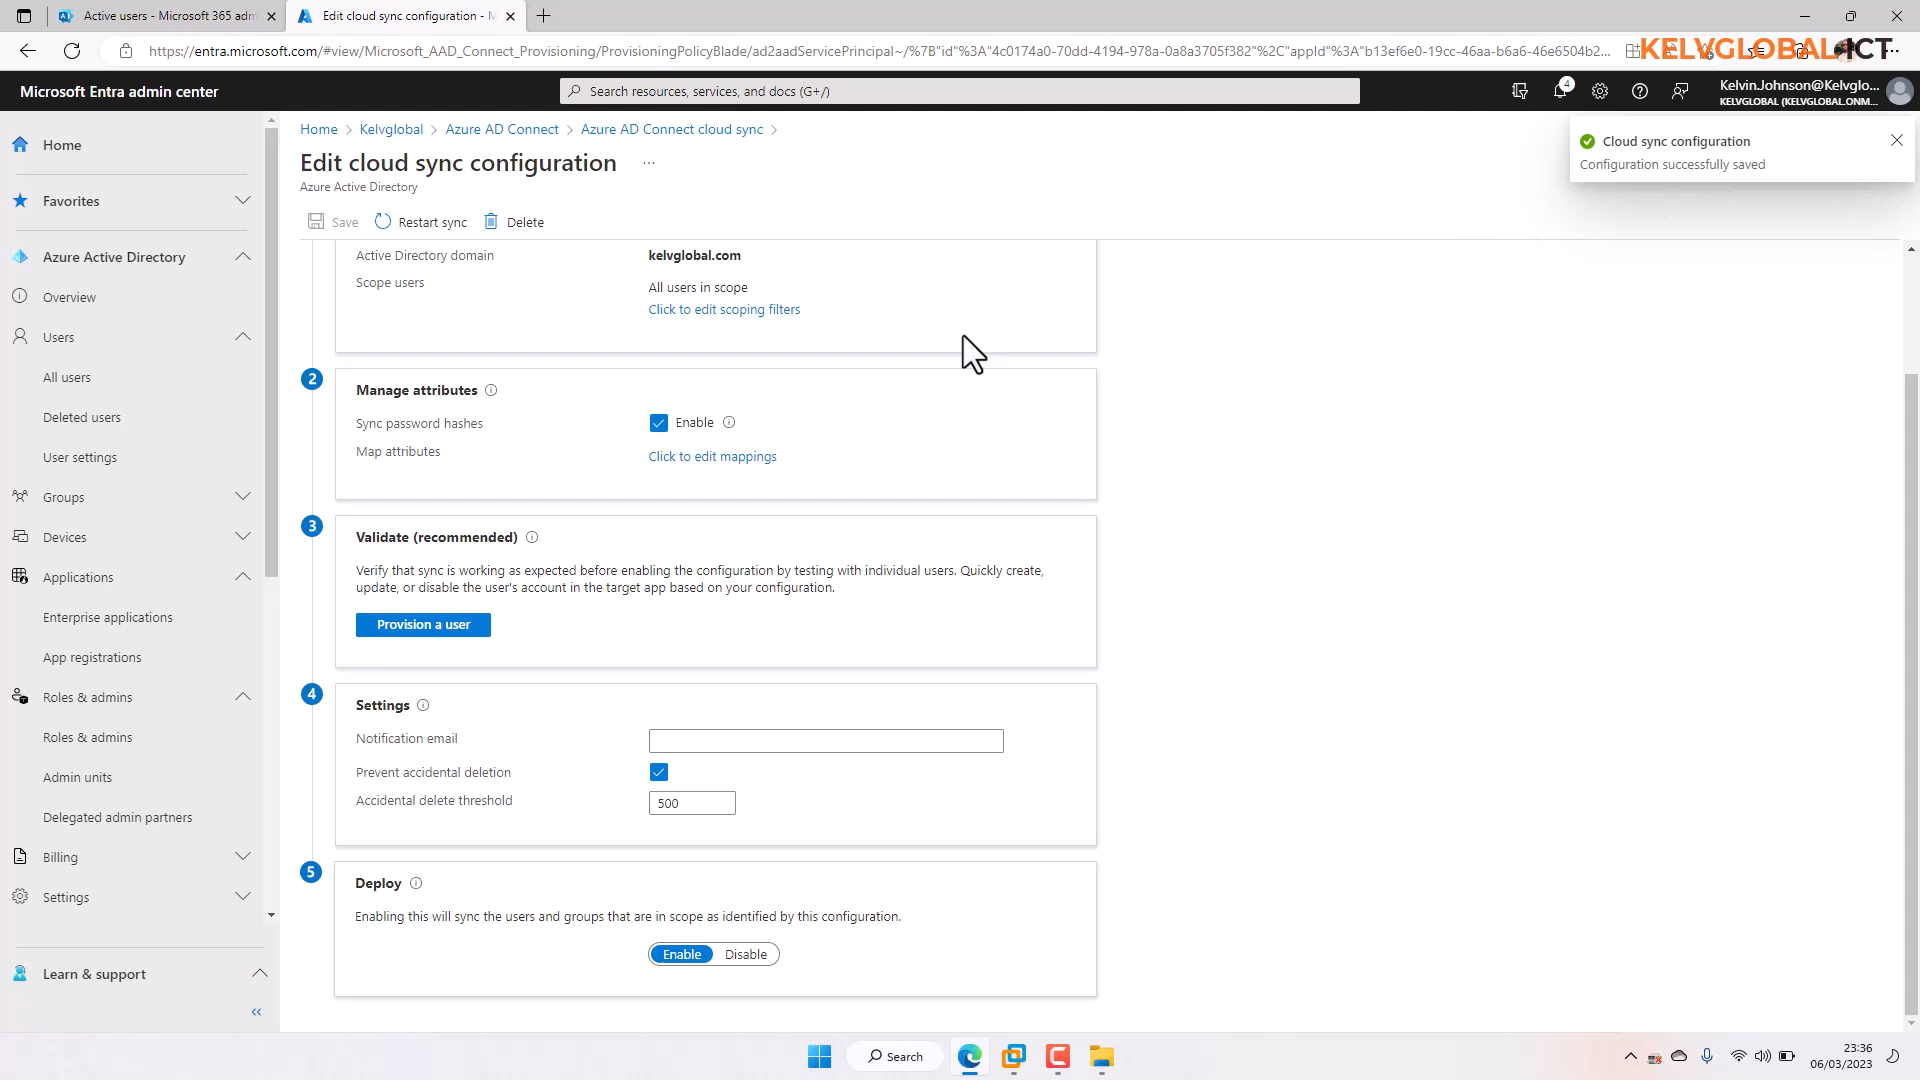 Active users - Microsoft 365 adm
Edit cloud sync configuration - M
https://entra.microsoft.com/#view/Microsoft_AAD_Connect_Provisioning/ProvisioningPolicyBlade/ad2aadServicePrincipal~/%7B"id"%3A"4c0174a0-70dd-4194-978a-0a8a3705f382"%2C"appId"%3A"b13ef6e0-19cc-46aa-b6a6-46e6504b2...
KELVGLOBAL ICT
Microsoft Entra admin center
Search resources, services, and docs (G+/)
4
Kelvin.Johnson@Kelvglo...
KELVGLOBAL (KELVGLOBAL.ONM...
Home
Favorites
Azure Active Directory
Overview
Users
All users
Deleted users
User settings
Groups
Devices
Applications
Enterprise applications
App registrations
Roles & admins
Roles & admins
Admin units
Delegated admin partners
Billing
Settings
Learn & support
Home > Kelvglobal > Azure AD Connect > Azure AD Connect cloud sync >
Edit cloud sync configuration ...
Azure Active Directory
Save Restart sync Delete
Cloud sync configuration
Configuration successfully saved
Active Directory domain kelvglobal.com
Scope users All users in scope
Click to edit scoping filters
2 Manage attributes
Sync password hashes Enable
Map attributes Click to edit mappings
3 Validate (recommended)
Verify that sync is working as expected before enabling the configuration by testing with individual users. Quickly create,
update, or disable the user's account in the target app based on your configuration.
Provision a user
4 Settings
Notification email
Prevent accidental deletion
Accidental delete threshold 500
5 Deploy
Enabling this will sync the users and groups that are in scope as identified by this configuration.
Enable Disable
Search
23:36
06/03/2023